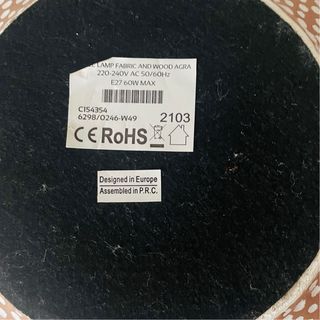 LAMP FABRIC AND WOOD AGRA
220-240V AC 50/60Hz
E27 60W MAX
C154354
6298/0246-W49
2103
CE RoHS
Designed in Europe
Assembled in P.R.C.